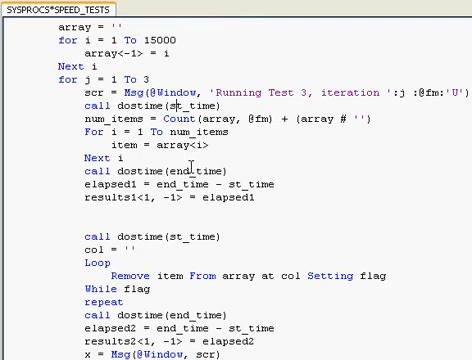 SYSPROCS*SPEED_TESTS
array = ''
for i = 1 To 15000
array<-1> = i
Next i
for j = 1 To 3
scr = Msg(@Window, 'Running Test 3, iteration ':j :@fm:'U')
call dostime(st_time)
num_items = Count(array, @fm) + (array # '')
For i = 1 To num_items
item = array<i>
Next i
call dostime(end_time)
elapsed1 = end_time - st_time
results1<1, -1> = elapsed1
call dostime(st_time)
col = ''
Loop
Remove item From array at col Setting flag
While flag
repeat
call dostime(end_time)
elapsed2 = end_time - st_time
results2<1, -1> = elapsed2
x = Msg(@Window, scr)